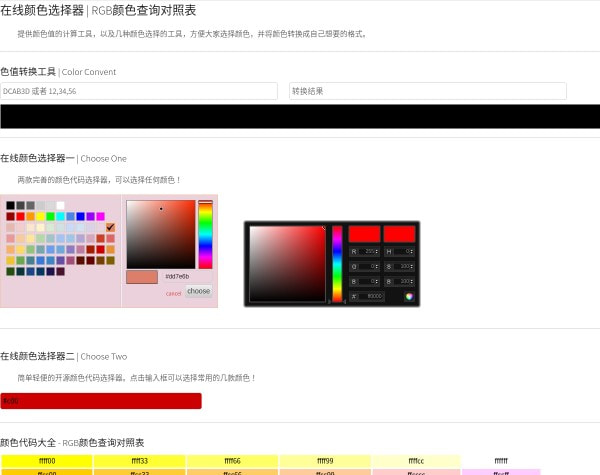 在线颜色选择器 | RGB颜色查询对照表
提供颜色值的计算工具，以及几种颜色选择的工具，方便大家选择颜色，并将颜色转换成自己想要的格式。
色值转换工具 | Color Convent
DCAB3D 或者 12,34,56 转换结果
在线颜色选择器一 | Choose One
两款完善的颜色代码选择器，可以选择任何颜色！
#dd7e6b
cancel choose
R 255 H 0
G 0 S 100
B 0 B 100
# ff0000
在线颜色选择器二 | Choose Two
简单轻便的开源颜色代码选择器。点击输入框可以选择常用的几款颜色！
#c00
颜色代码大全 - RGB颜色查询对照表
ffff00 ffff33 ffff66 ffff99 ffffcc ffffff
ffcc00 ffcc33 ffcc66 ffcc99 ffcccc ffccff